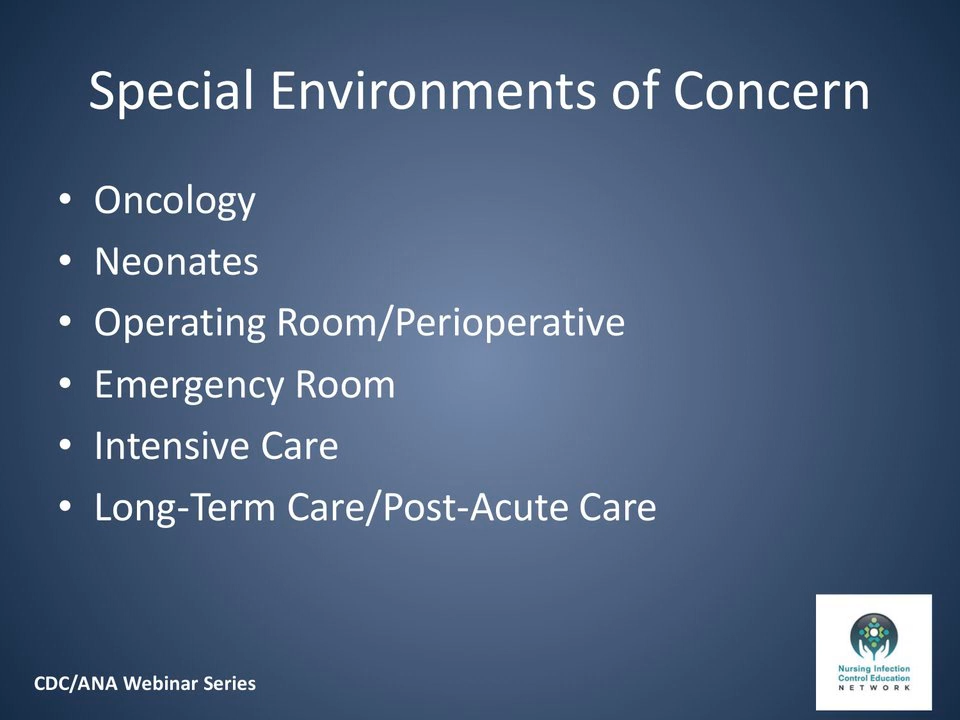 Special Environments of Concern
• Oncology
• Neonates
• Operating Room/Perioperative
• Emergency Room
• Intensive Care
• Long-Term Care/Post-Acute Care
CDC/ANA Webinar Series
Nursing Infection
Control Education
NETWORK